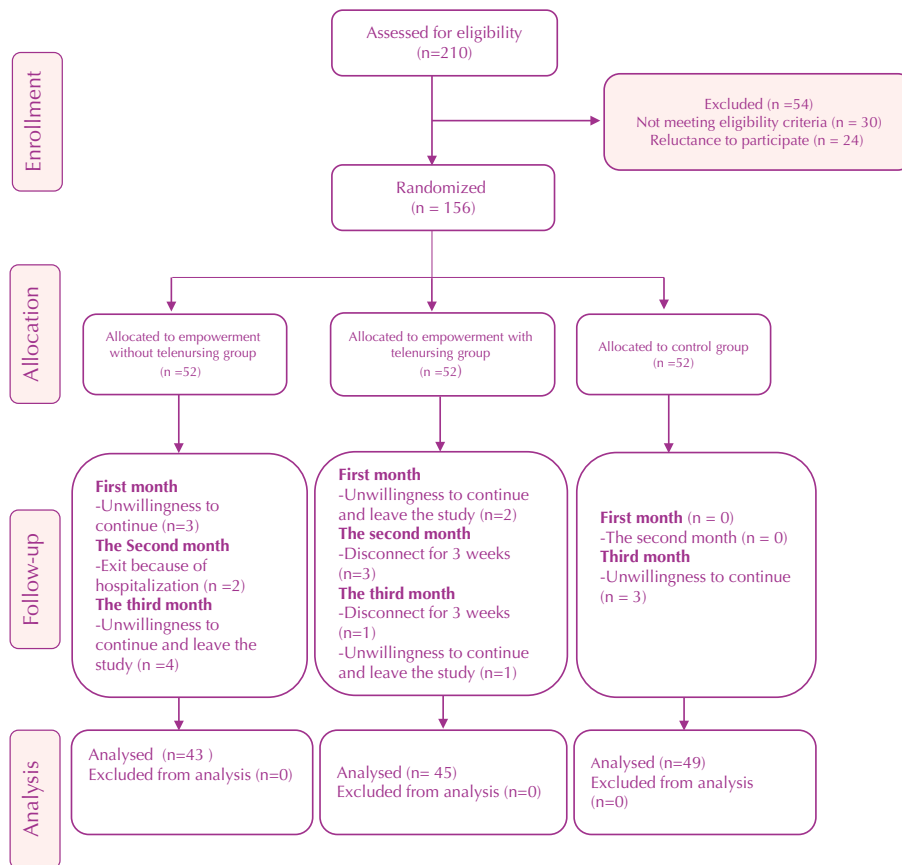 Enrollment
Assessed for eligibility
(n=210)
Excluded (n =54)
Not meeting eligibility criteria (n = 30)
Reluctance to participate (n = 24)
Randomized
(n = 156)
Allocation
Allocated to empowerment
without telenursing group
(n =52)
Allocated to empowerment with
telenursing group
(n =52)
Allocated to control group
(n =52)
Follow-up
First month
-Unwillingness to
continue (n=3)
The Second month
-Exit because of
hospitalization (n =2)
The third month
-Unwillingness to
continue and leave the
study (n =4)
First month
-Unwillingness to continue
and leave the study (n=2)
The second month
-Disconnect for 3 weeks
(n=3)
The third month
-Disconnect for 3 weeks
(n=1)
-Unwillingness to continue
and leave the study (n=1)
First month (n = 0)
-The second month (n = 0)
Third month
-Unwillingness to continue
(n = 3)
Analysis
Analysed (n=43 )
Excluded from analysis (n=0)
Analysed (n= 45)
Excluded from analysis (n=0)
Analysed (n=49)
Excluded from analysis
(n=0)